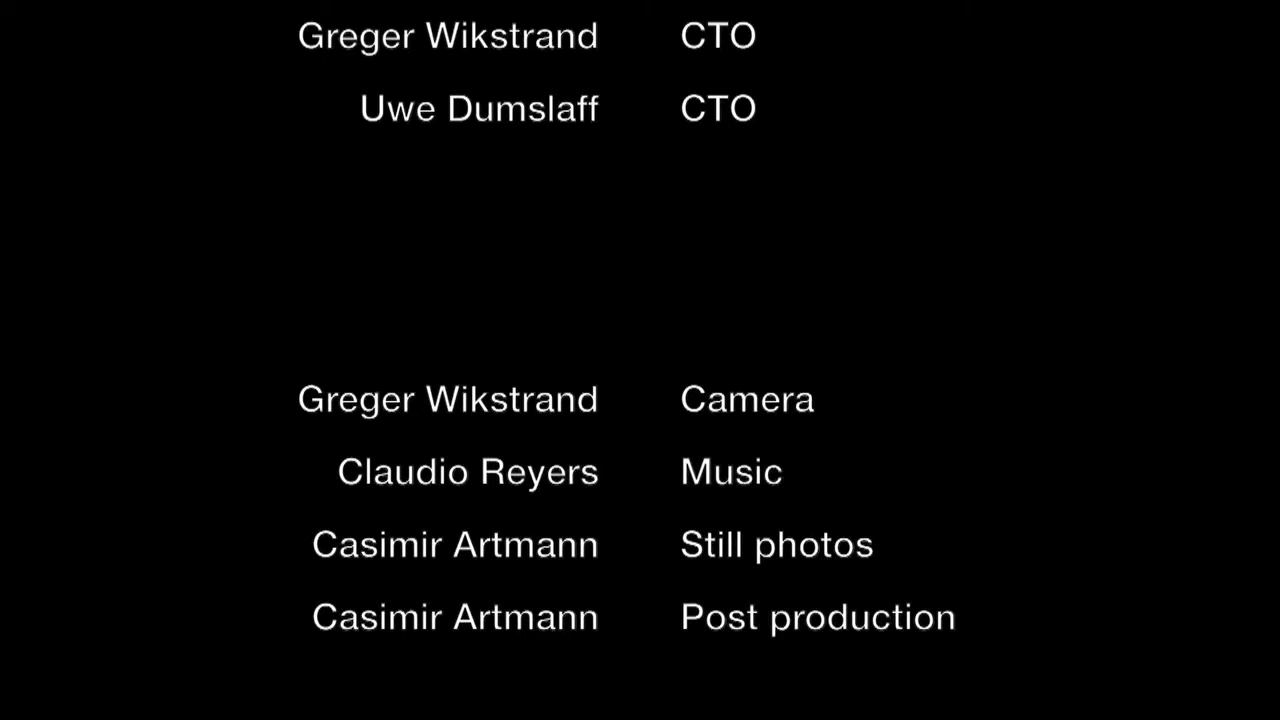 Greger Wikstrand CTO
Uwe Dumslaff CTO
Greger Wikstrand Camera
Claudio Reyers Music
Casimir Artmann Still photos
Casimir Artmann Post production